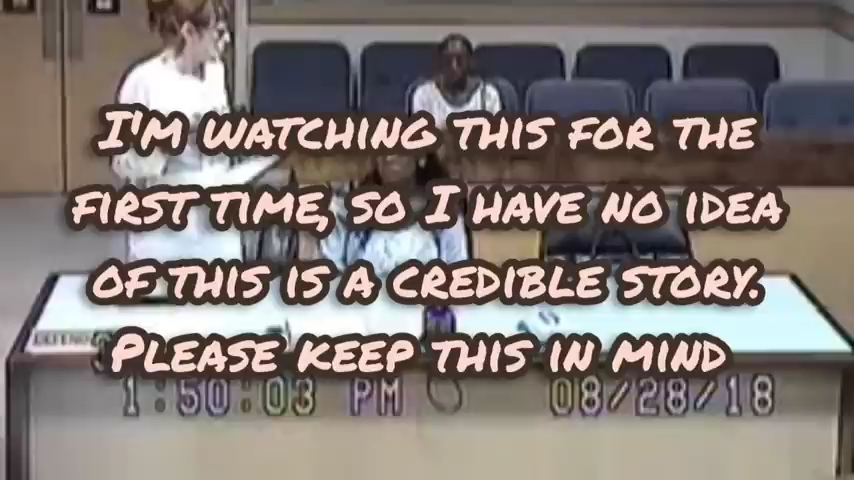 I'm watching this for the
first time, so I have no idea
of this is a credible story.
Please keep this in mind
1:50:03 PM 08/28/18